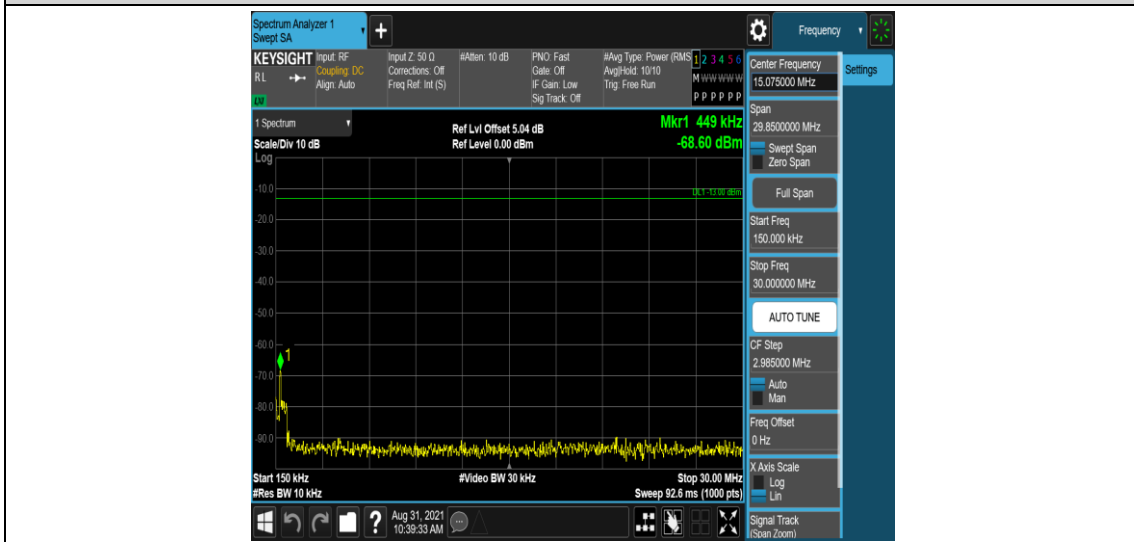 Spectrum Analyzer 1
Swept SA
+
Frequency
KEYSIGHT
RL
LXI
Input: RF
Coupling: DC
Align: Auto
Input Z: 50 Ω
Corrections: Off
Freq Ref: Int (S)
#Atten: 10 dB
PNO: Fast
Gate: Off
IF Gain: Low
Sig Track: Off
#Avg Type: Power (RMS
Avg|Hold: 10/10
Trig: Free Run
1 2 3 4 5 6
M W W W W W
P P P P P P
1 Spectrum
Scale/Div 10 dB
Ref Lvl Offset 5.04 dB
Ref Level 0.00 dBm
Mkr1 449 kHz
-68.60 dBm
Log
DL1 -13.00 dBm
-10.0
-20.0
-30.0
-40.0
-50.0
-60.0
-70.0
-80.0
-90.0
1
Start 150 kHz
#Res BW 10 kHz
#Video BW 30 kHz
Stop 30.00 MHz
Sweep 92.6 ms (1000 pts)
?
Aug 31, 2021
10:39:33 AM
Center Frequency
15.075000 MHz
Settings
Span
29.8500000 MHz
Swept Span
Zero Span
Full Span
Start Freq
150.000 kHz
Stop Freq
30.000000 MHz
AUTO TUNE
CF Step
2.985000 MHz
Auto
Man
Freq Offset
0 Hz
X Axis Scale
Log
Lin
Signal Track
(Span Zoom)